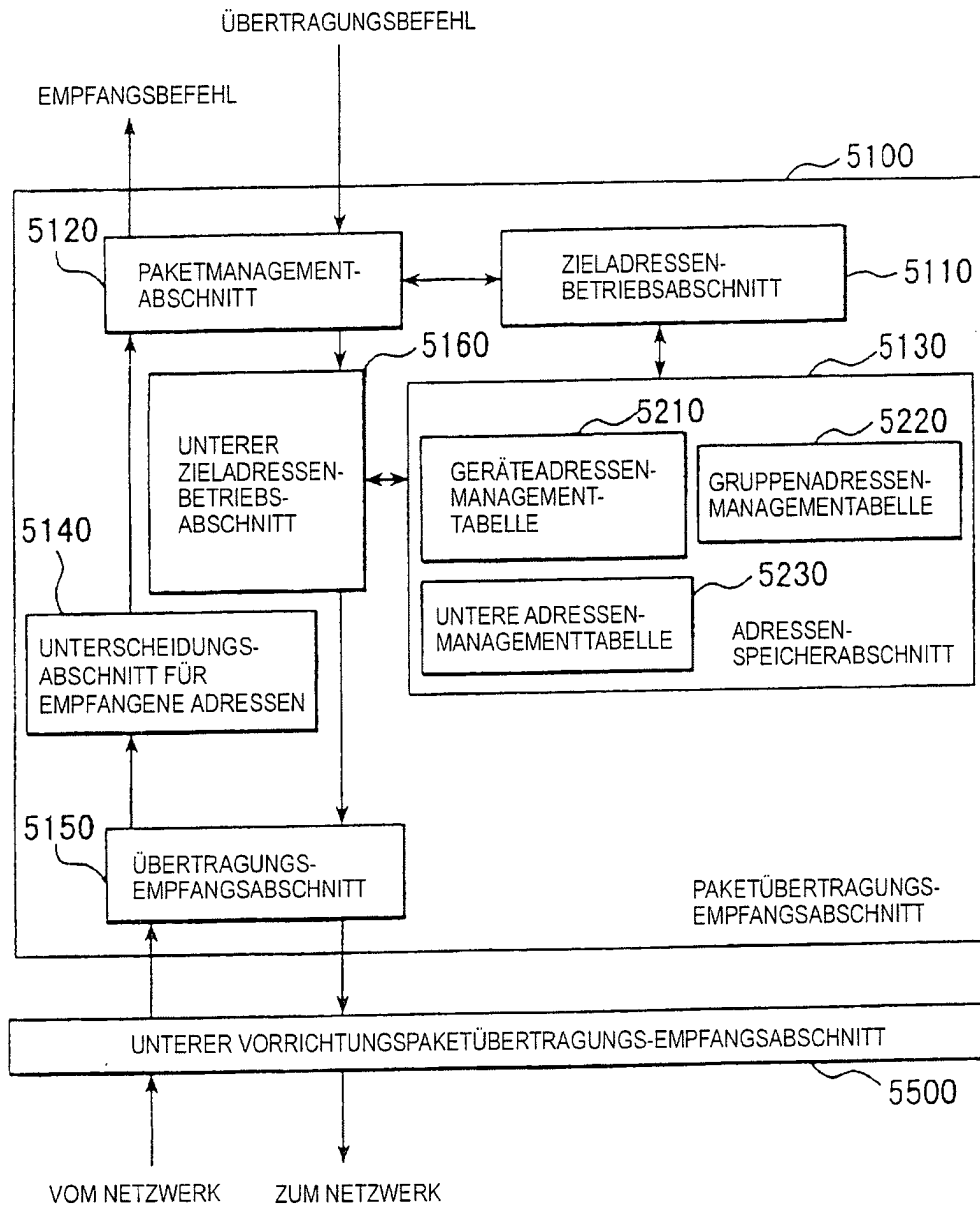 ÜBERTRAGUNGSBEFEHL
EMPFANGSBEFEHL
5100
5120
PAKETMANAGEMENT-
ABSCHNITT
ZIELADRESSEN-
BETRIEBSABSCHNITT
5110
5160
5130
UNTERER
ZIELADRESSEN-
BETRIEBS-
ABSCHNITT
5210
GERÄTEADRESSEN-
MANAGEMENT-
TABELLE
5220
GRUPPENADRESSEN-
MANAGEMENTABELLE
5230
UNTERE ADRESSEN-
MANAGEMENTTABELLE
ADRESSEN-
SPEICHERABSCHNITT
5140
UNTERSCHEIDUNGS-
ABSCHNITT FÜR
EMPFANGENE ADRESSEN
5150
ÜBERTRAGUNGS-
EMPFANGSABSCHNITT
PAKETÜBERTRAGUNGS-
EMPFANGSABSCHNITT
UNTERER VORRICHTUNGSPAKETÜBERTRAGUNGS-EMPFANGSABSCHNITT
5500
VOM NETZWERK
ZUM NETZWERK